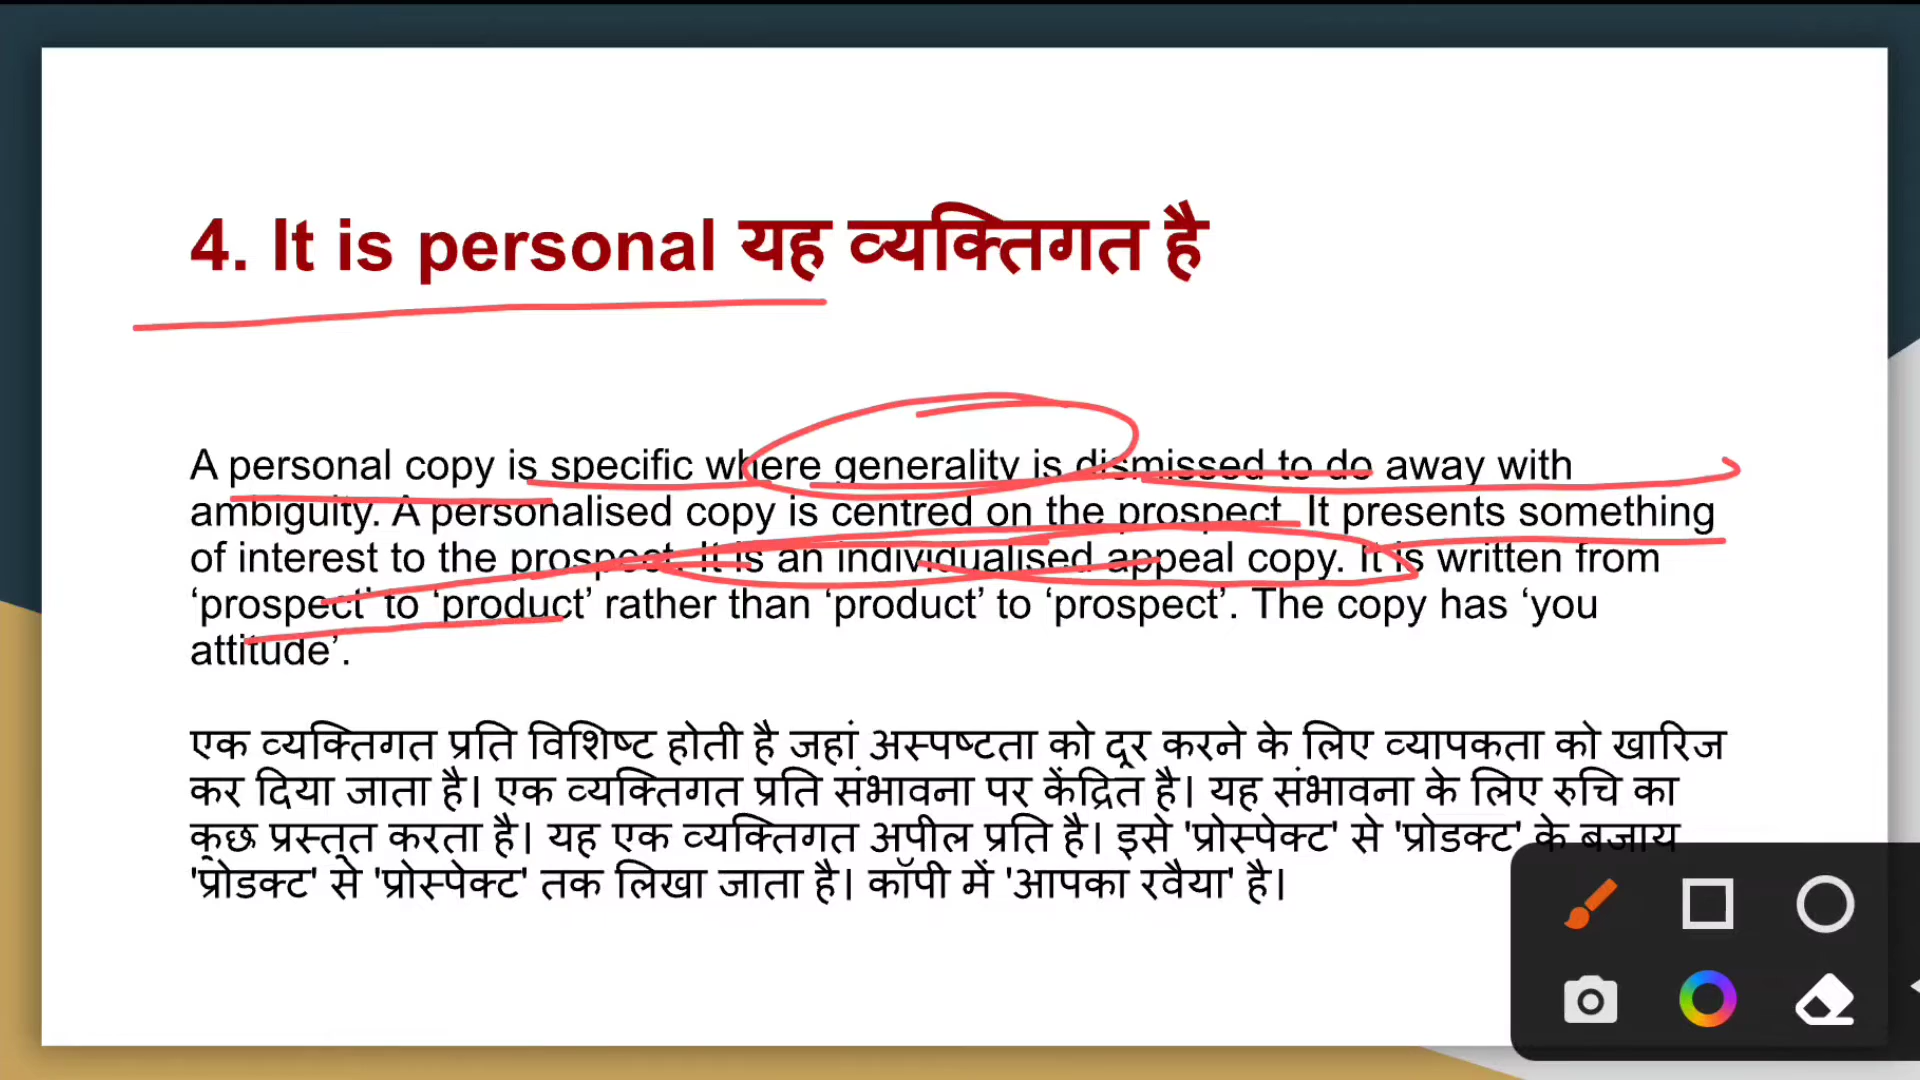 4. It is personal यह व्यक्तिगत है
A personal copy is specific where generality is dismissed to do away with
ambiguity. A personalised copy is centred on the prospect. It presents something
of interest to the prospect. It is an individualised appeal copy. It is written from
‘prospect’ to ‘product’ rather than ‘product’ to ‘prospect’. The copy has ‘you
attitude’.
एक व्यक्तिगत प्रति विशिष्ट होती है जहां अस्पष्टता को दूर करने के लिए व्यापकता को खारिज
कर दिया जाता है। एक व्यक्तिगत प्रति संभावना पर केंद्रित है। यह संभावना के लिए रुचि का
कुछ प्रस्तुत करता है। यह एक व्यक्तिगत अपील प्रति है। इसे 'प्रोस्पेक्ट' से 'प्रोडक्ट' के बजाय
'प्रोडक्ट' से 'प्रोस्पेक्ट' तक लिखा जाता है। कॉपी में 'आपका रवैया' है।